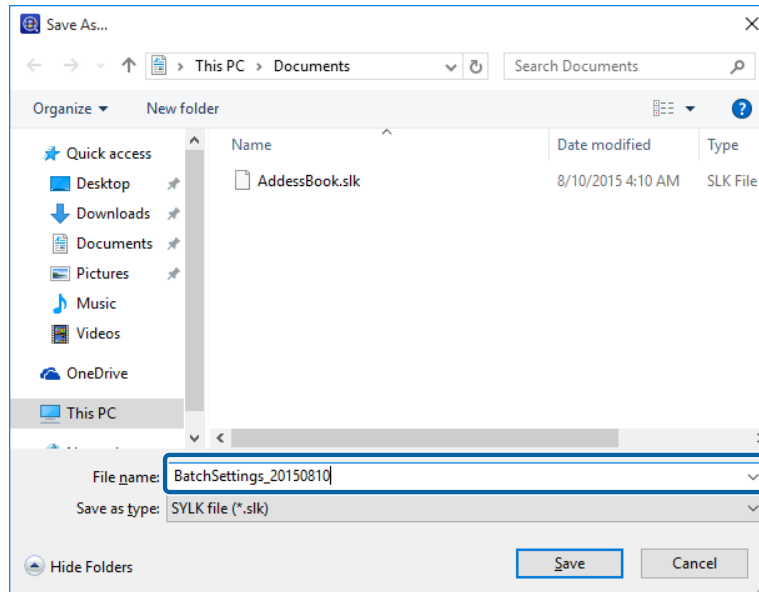 Save As...
This PC > Documents
Search Documents
Organize New folder
Name Date modified Type
Quick access
Desktop
Downloads
Documents
Pictures
Music
Videos
OneDrive
This PC
AddessBook.slk 8/10/2015 4:10 AM SLK File
File name: BatchSettings_20150810
Save as type: SYLK file (*.slk)
Hide Folders Save Cancel